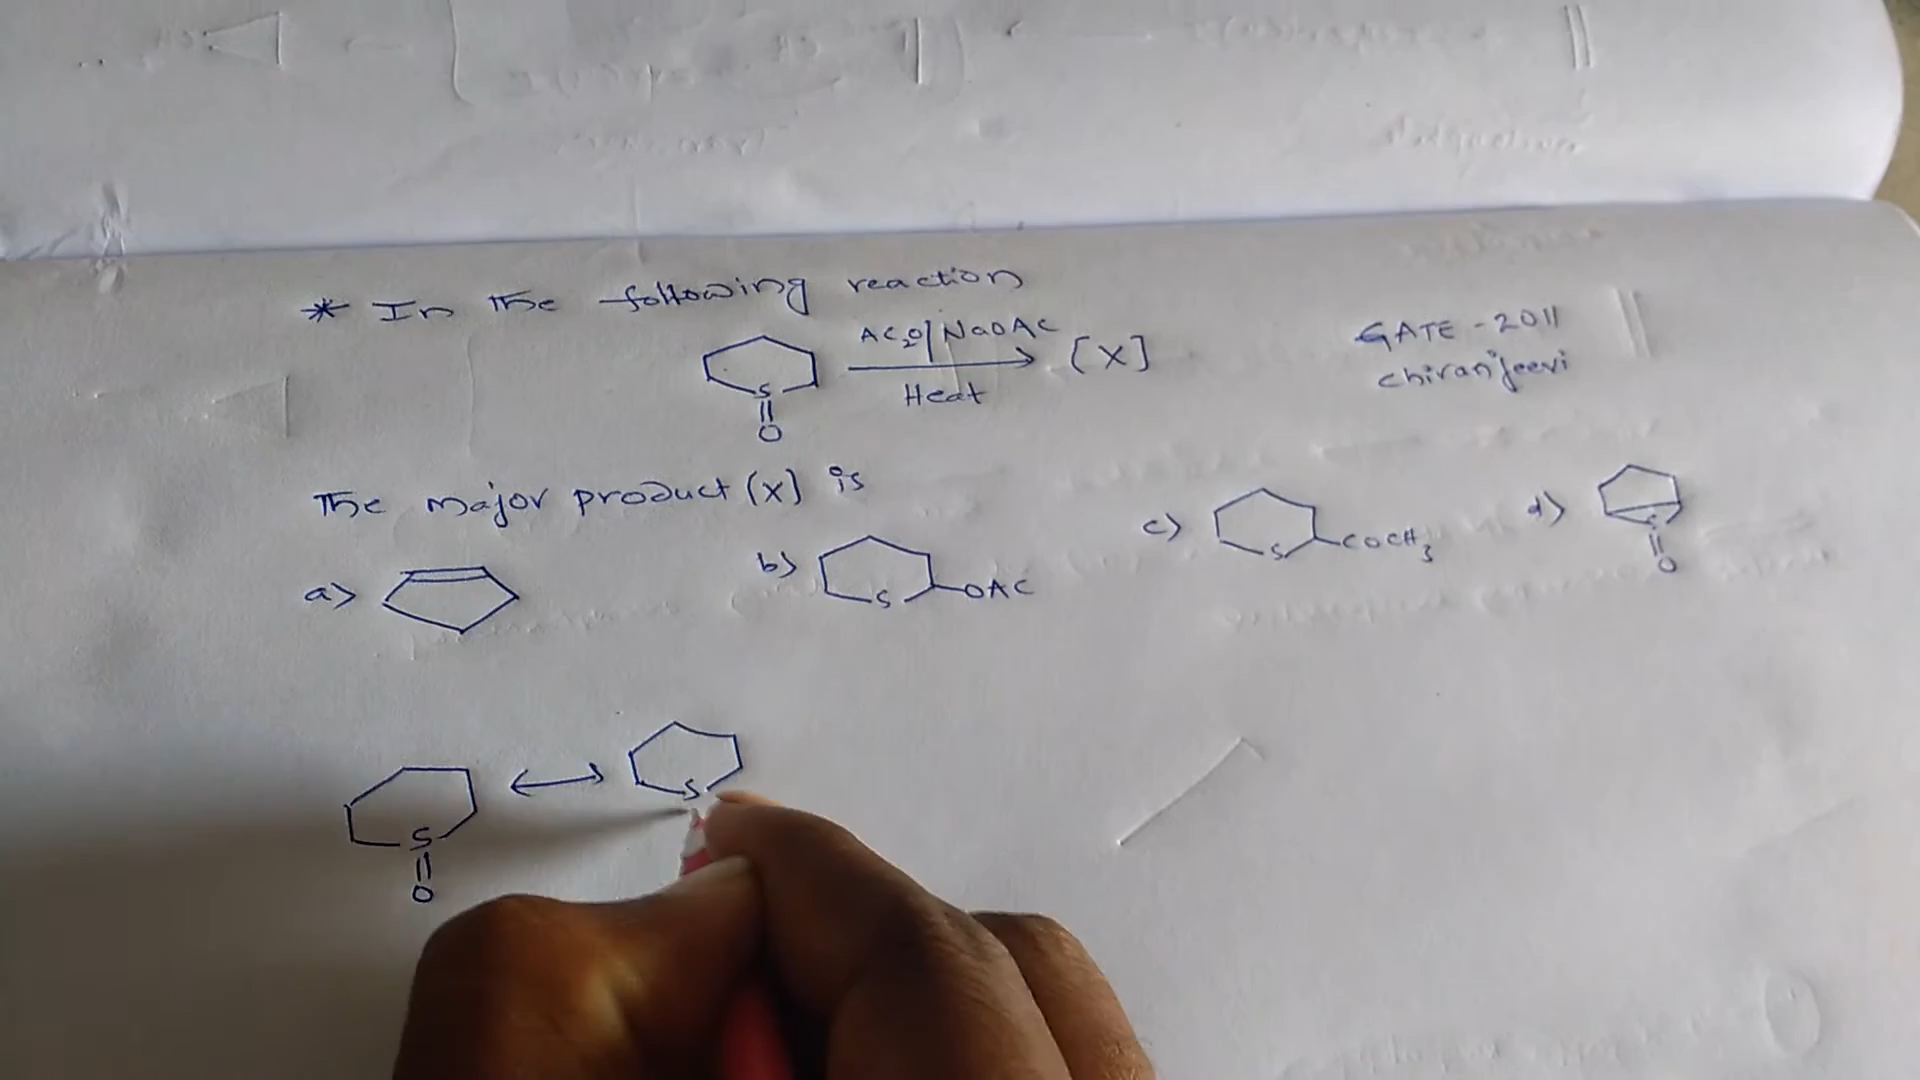 * In the following reaction
AC₂O/NaOAC
[X]
Heat
S
O
GATE - 2011
chiranjeevi
The major product (X) is
a>
b> S OAC
c> S COCH₃
d> S O
S
O
S